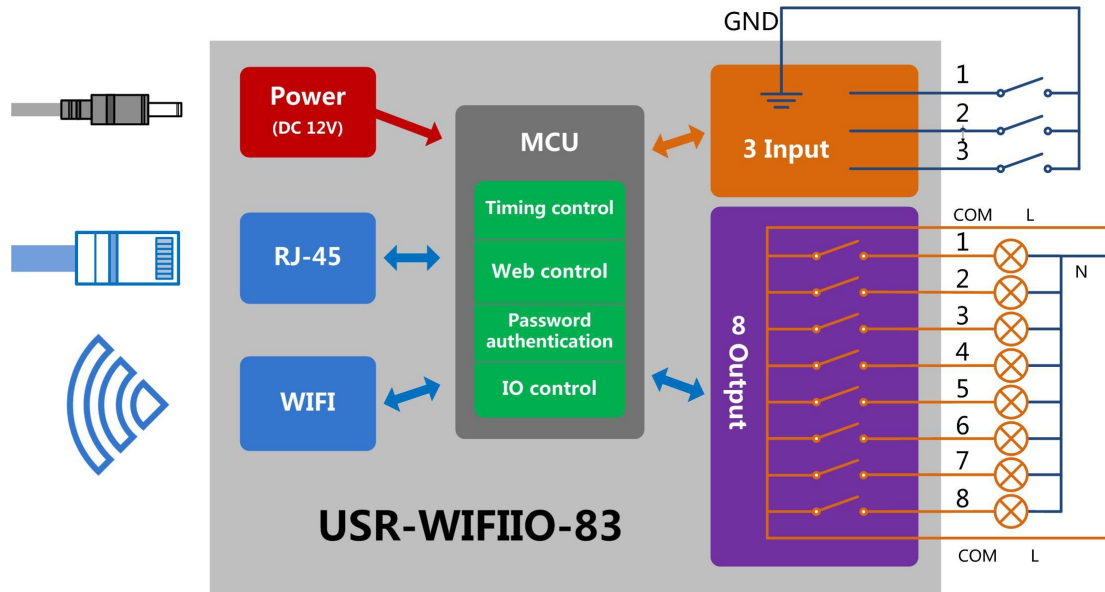 GND
Power
(DC 12V)
MCU
3 Input
1
2
3
RJ-45
Timing control
Web control
Password
authentication
IO control
WIFI
8 Output
COM L
1
2
3
4
5
6
7
8
N
COM L
USR-WIFIIO-83